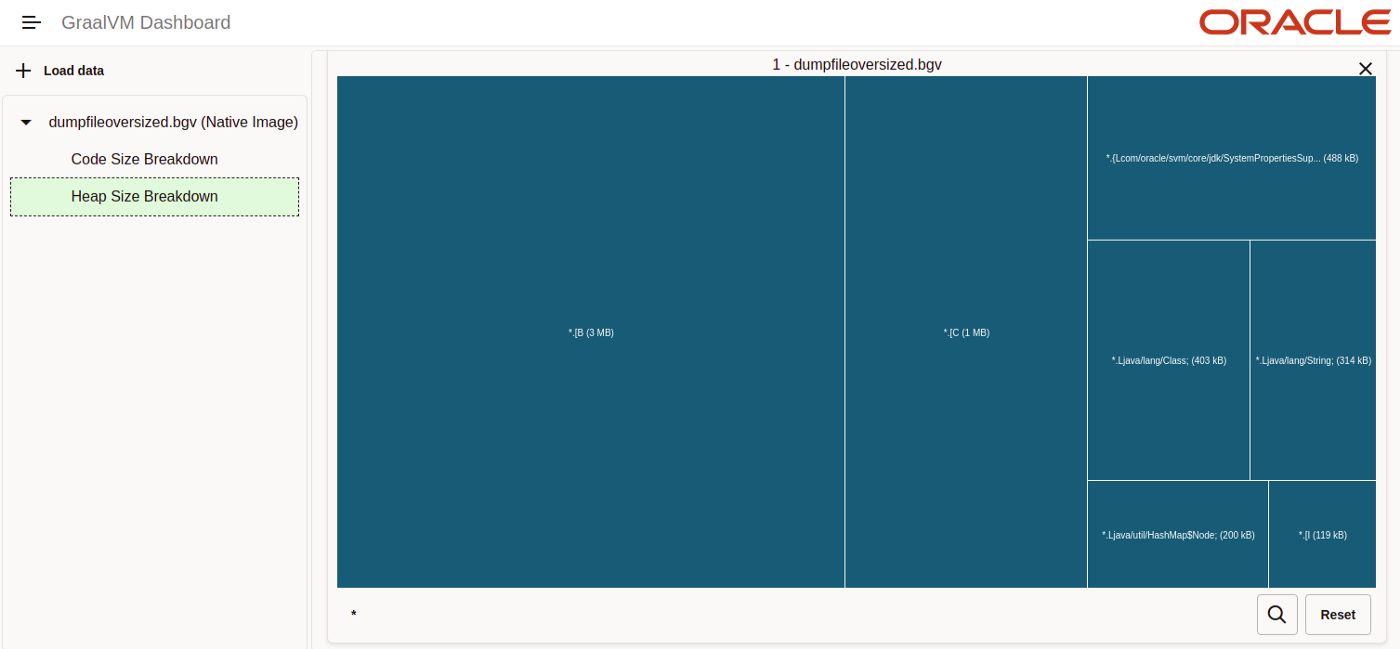 GraalVM Dashboard
ORACLE
Load data
1 - dumpfileoversized.bgv
dumpfileoversized.bgv (Native Image)
Code Size Breakdown
Heap Size Breakdown
*.{Lcom/oracle/svm/core/jdk/SystemPropertiesSup... (488 kB)
*.[B (3 MB)
*.[C (1 MB)
*.Ljava/lang/Class; (403 kB)
*.Ljava/lang/String; (314 kB)
*.Ljava/util/HashMap$Node; (200 kB)
*.[I (119 kB)
*
Reset